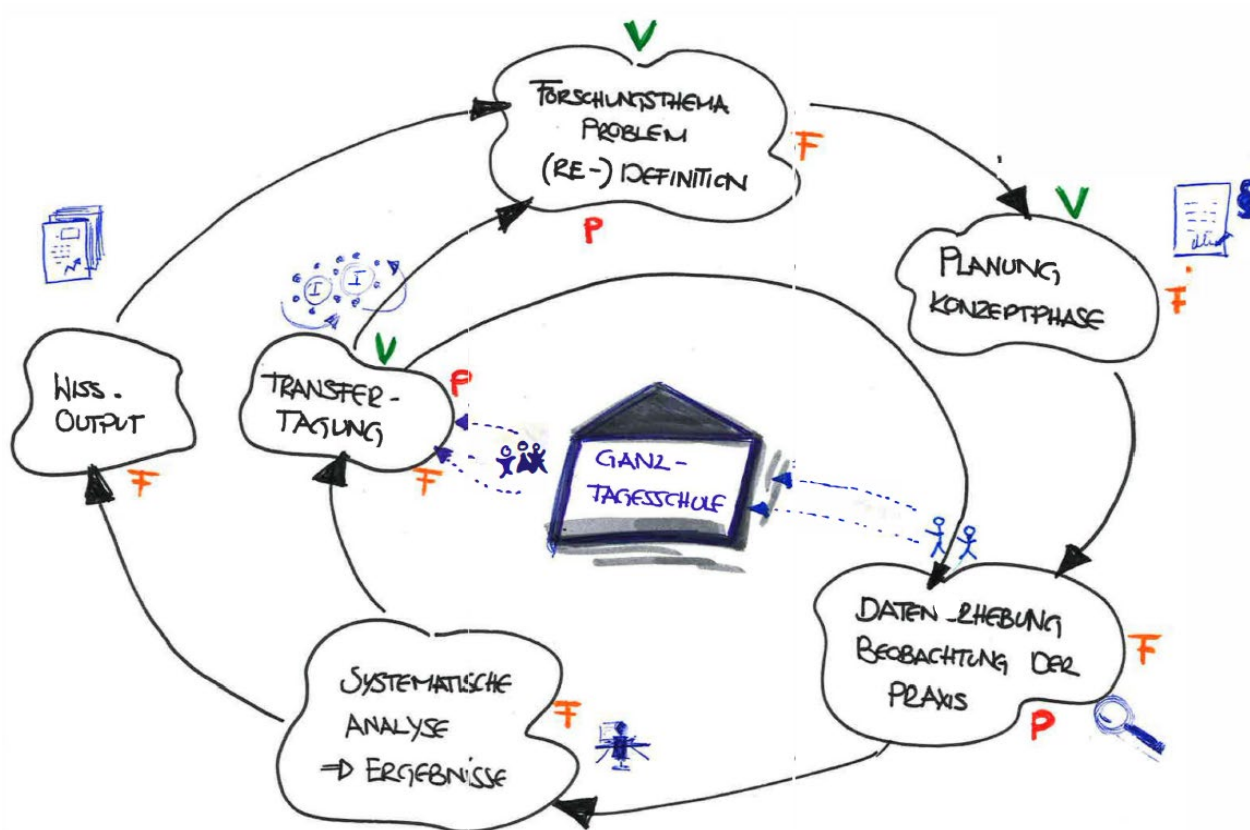 V
FORSCHUNGSTHEMA
PROBLEM
(RE-) DEFINITION
F
P
V
PLANUNG
KONZEPTPHASE
F
I I
WISS.-
OUTPUT
F
V
TRANSFER-
TAGUNG
P
F
GANZ-
TAGESSCHULE
DATEN-RHEBUNG
BEOBACHTUNG DER
PRAXIS
F
P
SYSTEMATISCHE
ANALYSE
⇒ ERGEBNISSE
F